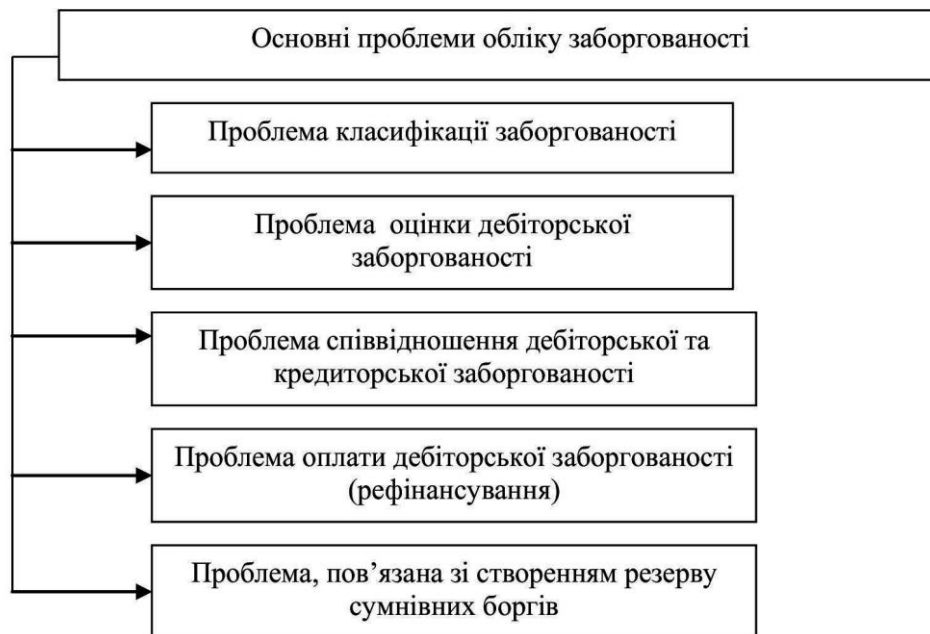 Основні проблеми обліку заборгованості
Проблема класифікації заборгованості
Проблема оцінки дебіторської
заборгованості
Проблема співвідношення дебіторської та
кредиторської заборгованості
Проблема оплати дебіторської заборгованості
(рефінансування)
Проблема, пов’язана зі створенням резерву
сумнівних боргів